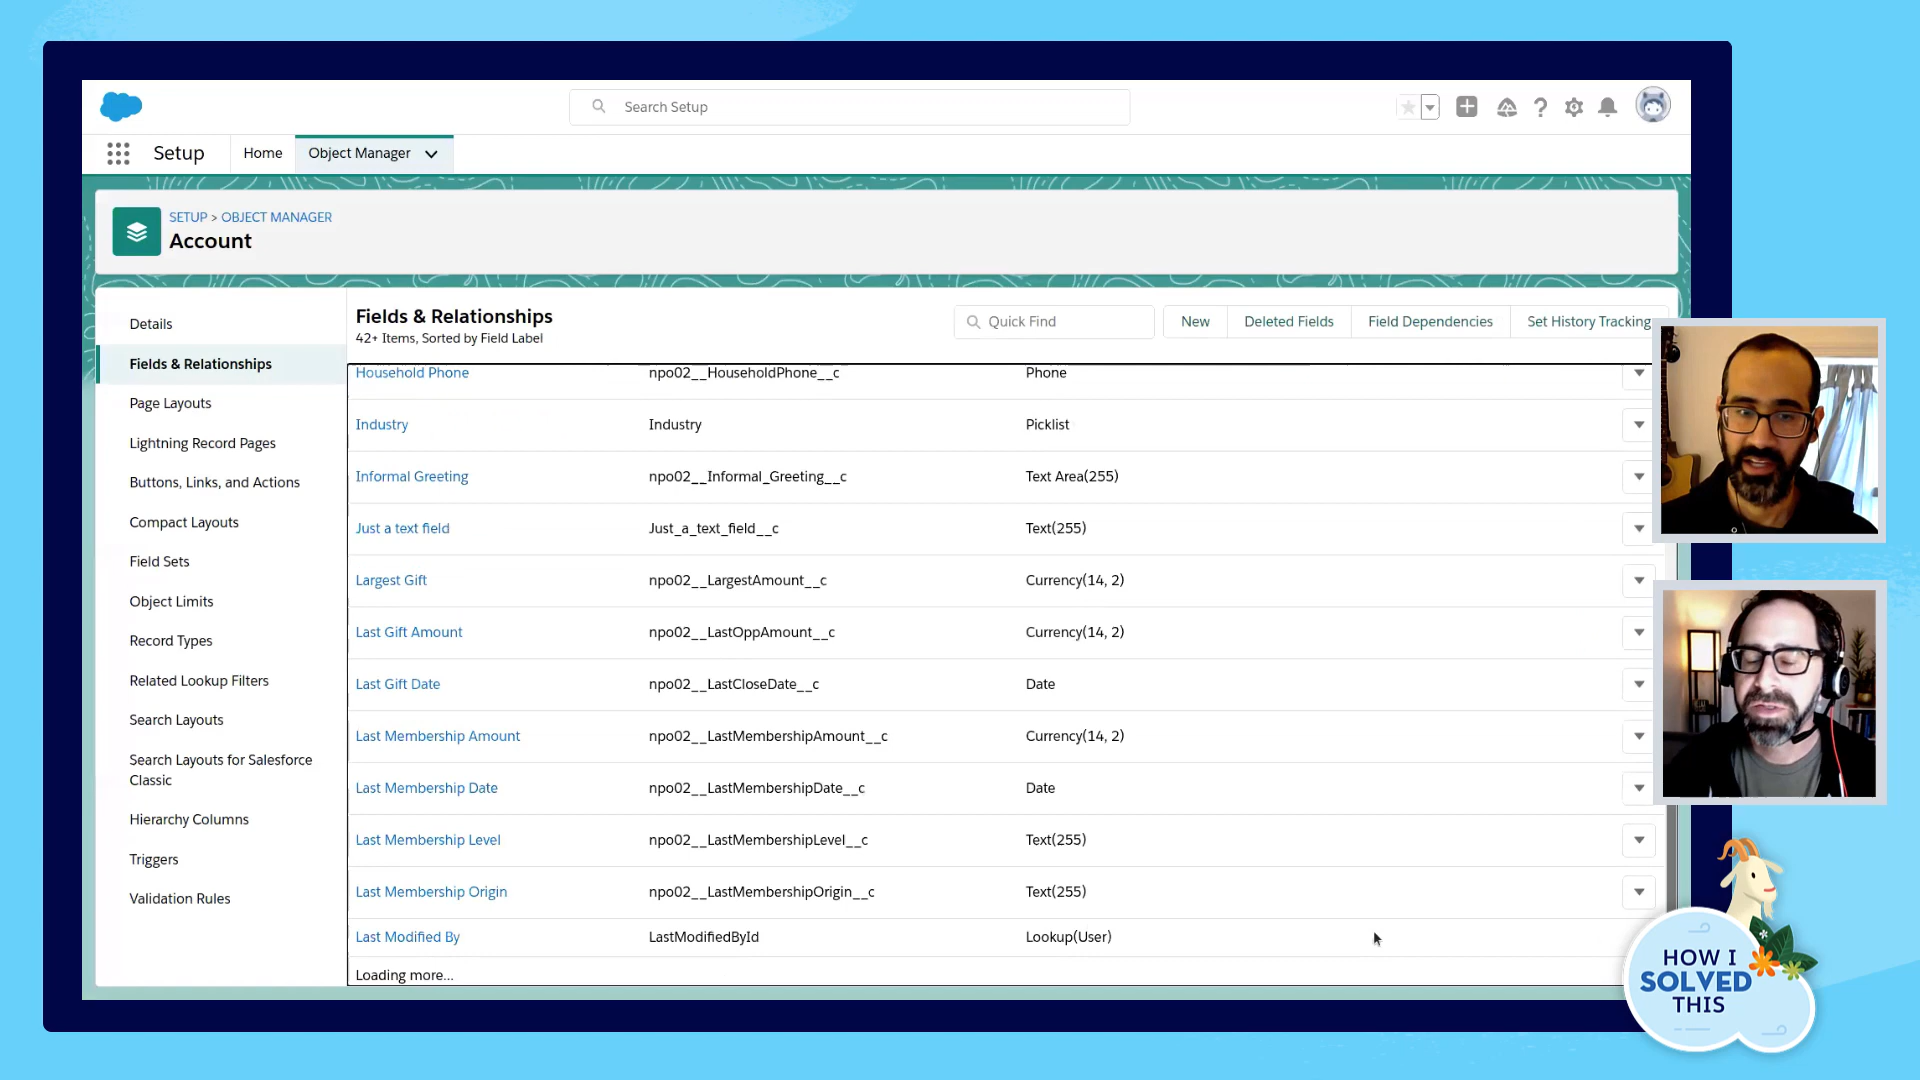 Search Setup
Setup
Home
Object Manager
SETUP > OBJECT MANAGER
Account
Details
Fields & Relationships
Page Layouts
Lightning Record Pages
Buttons, Links, and Actions
Compact Layouts
Field Sets
Object Limits
Record Types
Related Lookup Filters
Search Layouts
Search Layouts for Salesforce
Classic
Hierarchy Columns
Triggers
Validation Rules
Fields & Relationships
42+ Items, Sorted by Field Label
Quick Find
New
Deleted Fields
Field Dependencies
Set History Tracking
Household Phone npo02__HouseholdPhone__c Phone
Industry Industry Picklist
Informal Greeting npo02__Informal_Greeting__c Text Area(255)
Just a text field Just_a_text_field__c Text(255)
Largest Gift npo02__LargestAmount__c Currency(14, 2)
Last Gift Amount npo02__LastOppAmount__c Currency(14, 2)
Last Gift Date npo02__LastCloseDate__c Date
Last Membership Amount npo02__LastMembershipAmount__c Currency(14, 2)
Last Membership Date npo02__LastMembershipDate__c Date
Last Membership Level npo02__LastMembershipLevel__c Text(255)
Last Membership Origin npo02__LastMembershipOrigin__c Text(255)
Last Modified By LastModifiedById Lookup(User)
Loading more...
HOW I
SOLVED
THIS